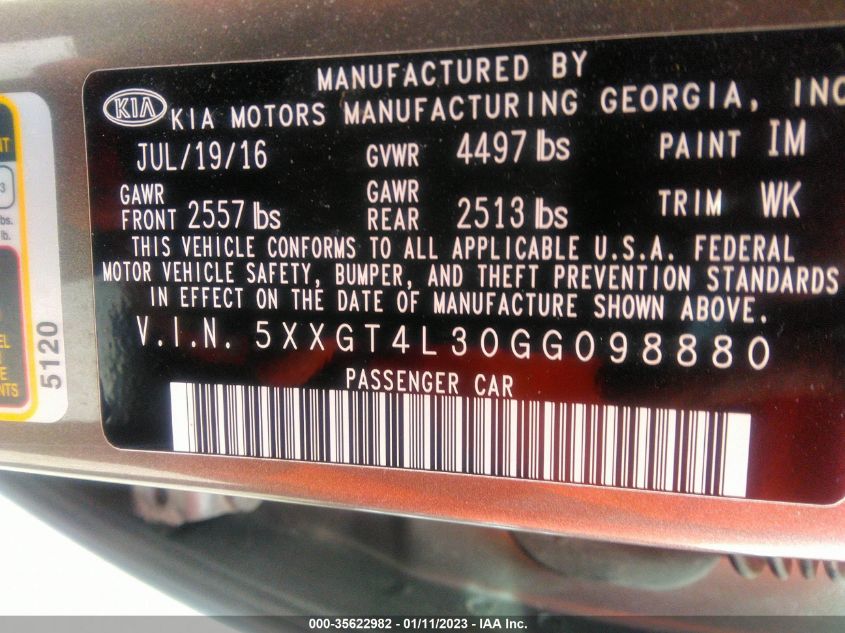 MANUFACTURED BY
KIA KIA MOTORS MANUFACTURING GEORGIA, INC
JUL/19/16 GVWR 4497 lbs PAINT IM
GAWR FRONT 2557 lbs GAWR REAR 2513 lbs TRIM WK
THIS VEHICLE CONFORMS TO ALL APPLICABLE U.S.A. FEDERAL
MOTOR VEHICLE SAFETY, BUMPER, AND THEFT PREVENTION STANDARDS
IN EFFECT ON THE DATE OF MANUFACTURE SHOWN ABOVE.
V.I.N. 5XXGT4L30GG098880
PASSENGER CAR
3
bs.
lb.
5120
000-35622982 - 01/11/2023 - IAA Inc.